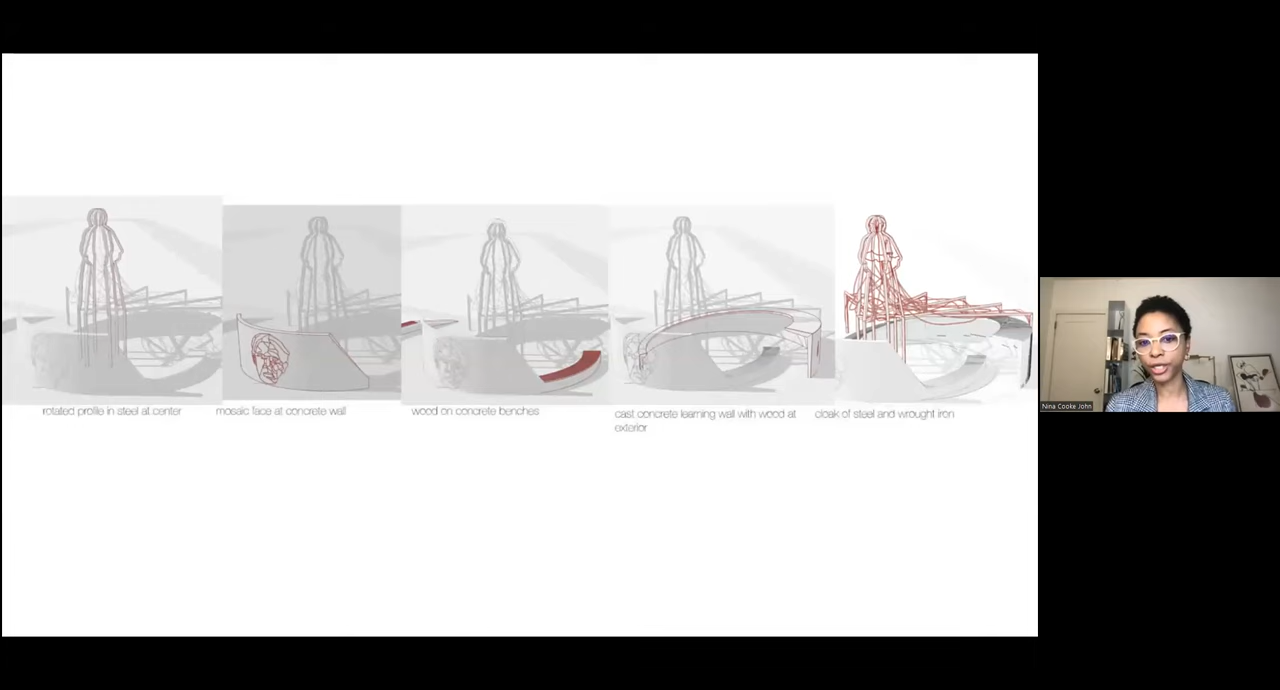 rotated profile in steel at center
mosaic face at concrete wall
wood on concrete benches
cast concrete learning wall with wood at
exterior
cloak of steel and wrought iron
Nina Cooke John